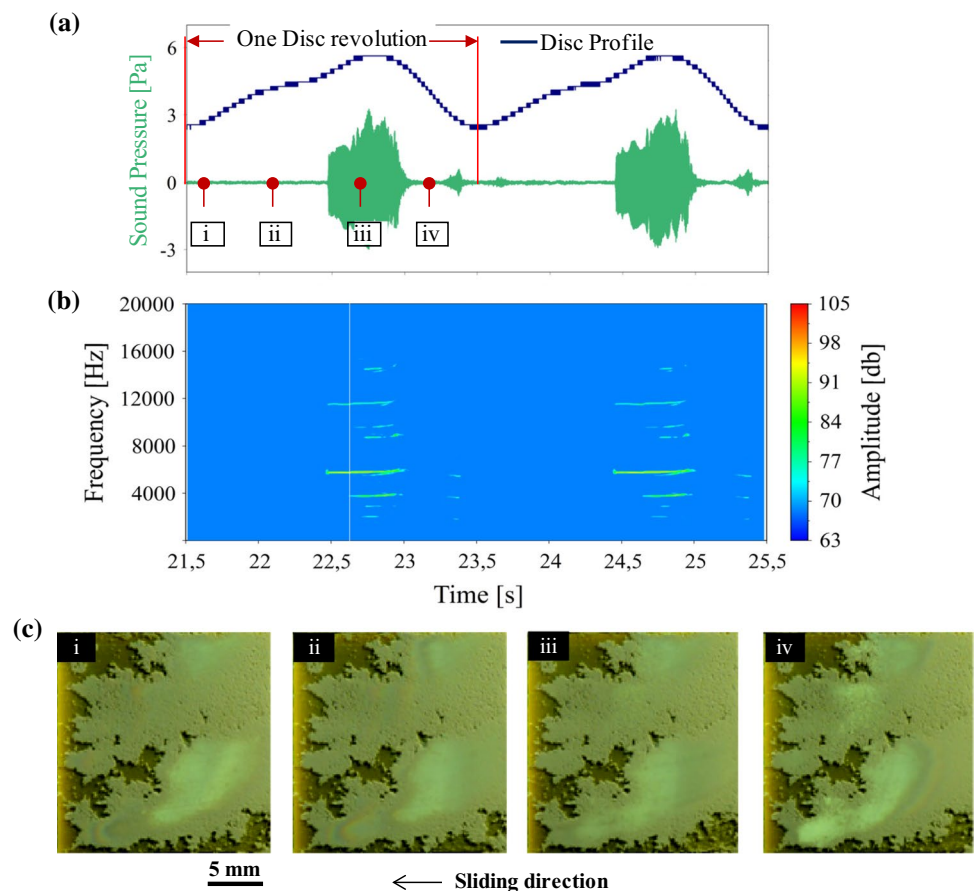 (a)
One Disc revolution
Disc Profile
Sound Pressure [Pa]
6
3
0
-3
i
ii
iii
iv
(b)
Frequency [Hz]
20000
16000
12000
8000
4000
21,5
22
22,5
23
23,5
24
24,5
25
25,5
Time [s]
105
98
91
84
77
70
63
Amplitude [db]
(c)
i
ii
iii
iv
5 mm
Sliding direction